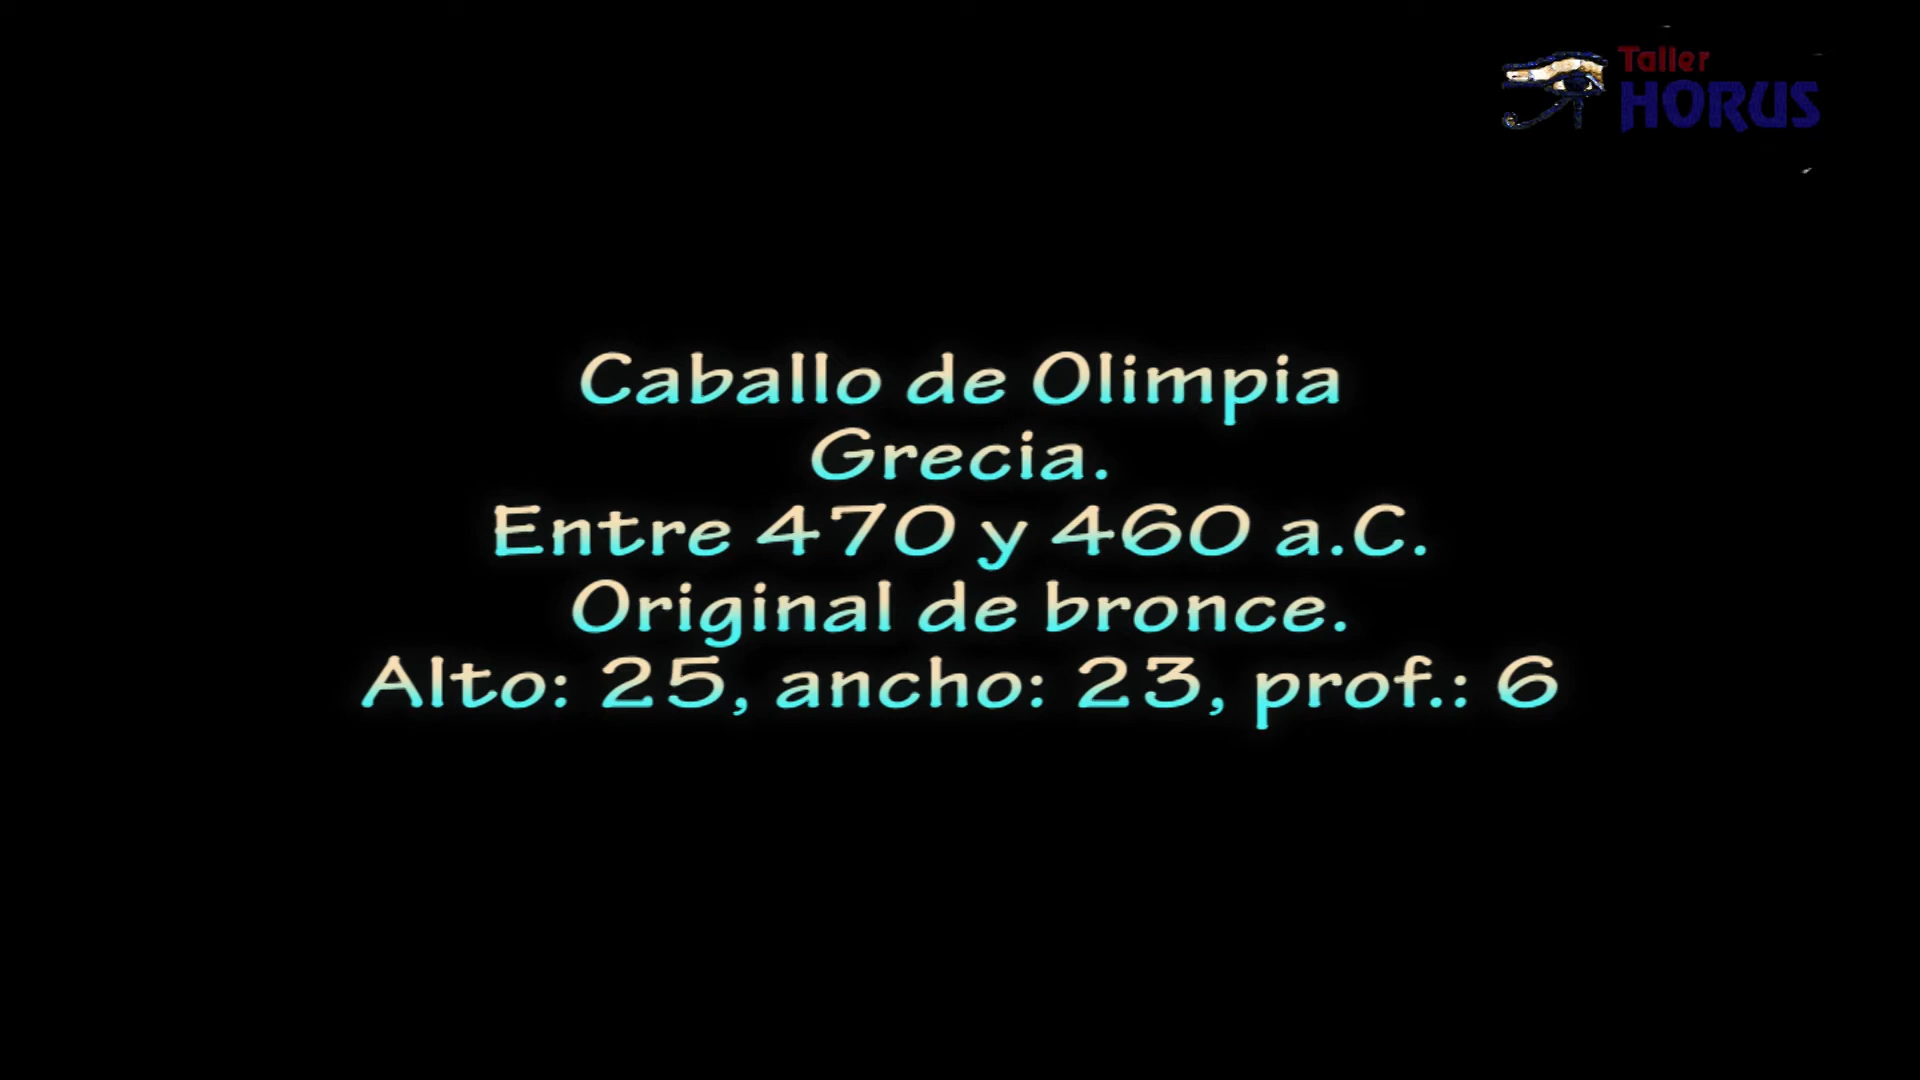 Taller
HORUS
Caballo de Olimpia
Grecia.
Entre 470 y 460 a.C.
Original de bronce.
Alto: 25, ancho: 23, prof.: 6